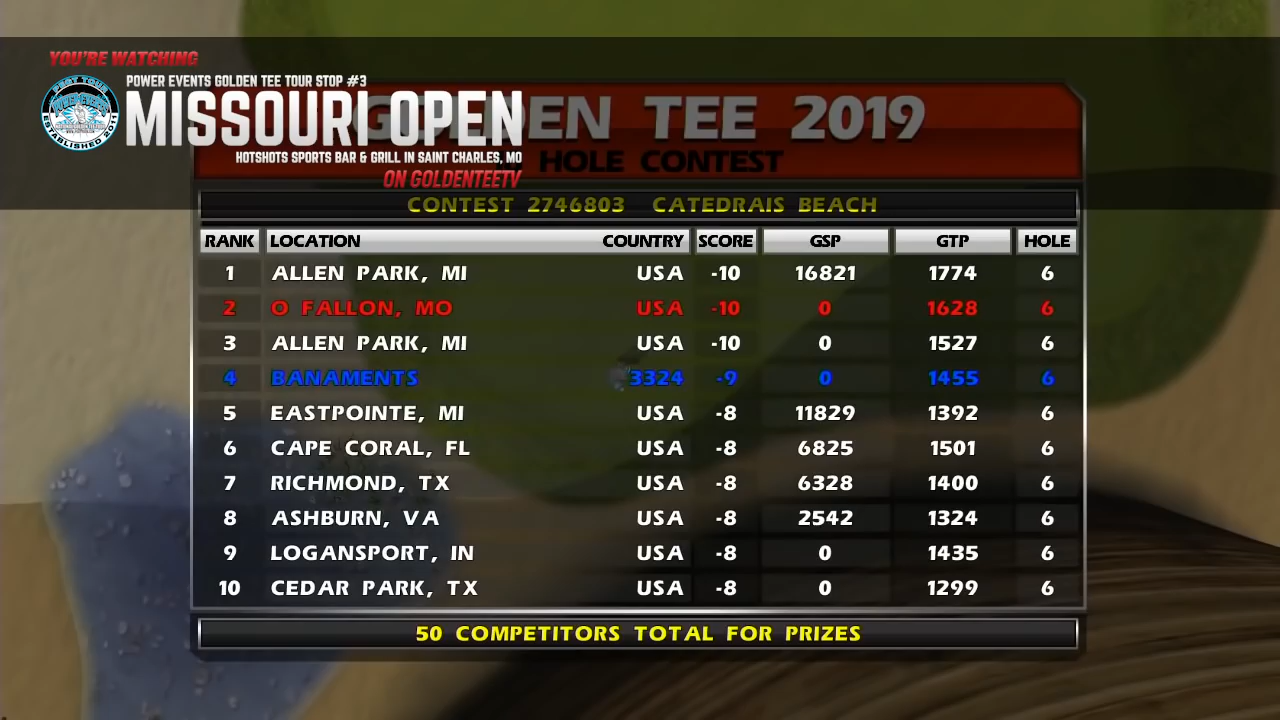 YOU'RE WATCHING
POWER EVENTS GOLDEN TEE TOUR STOP #3
MISSOURI OPEN
HOTSHOTS SPORTS BAR & GRILL IN SAINT CHARLES, MO
ON GOLDENTEETV
ESTABLISHED 2011
GOLDEN TEE 2019
HOLE CONTEST
CONTEST 2746803 CATEDRAIS BEACH
RANK LOCATION COUNTRY SCORE GSP GTP HOLE
1 ALLEN PARK, MI USA -10 16821 1774 6
2 O FALLON, MO USA -10 0 1628 6
3 ALLEN PARK, MI USA -10 0 1527 6
4 BANAMENTS 3324 -9 0 1455 6
5 EASTPOINTE, MI USA -8 11829 1392 6
6 CAPE CORAL, FL USA -8 6825 1501 6
7 RICHMOND, TX USA -8 6328 1400 6
8 ASHBURN, VA USA -8 2542 1324 6
9 LOGANSPORT, IN USA -8 0 1435 6
10 CEDAR PARK, TX USA -8 0 1299 6
50 COMPETITORS TOTAL FOR PRIZES